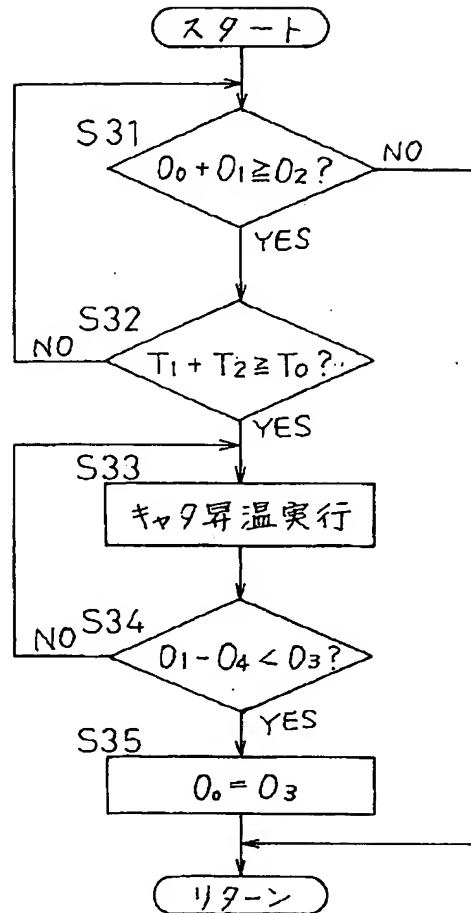 スタート
S31
O₀ + O₁ ≧ O₂ ?
NO
YES
S32
NO
T₁ + T₂ ≧ T₀ ?
YES
S33
キャタ昇温実行
S34
NO
O₁ - O₄ < O₃ ?
YES
S35
O₀ = O₃
リターン